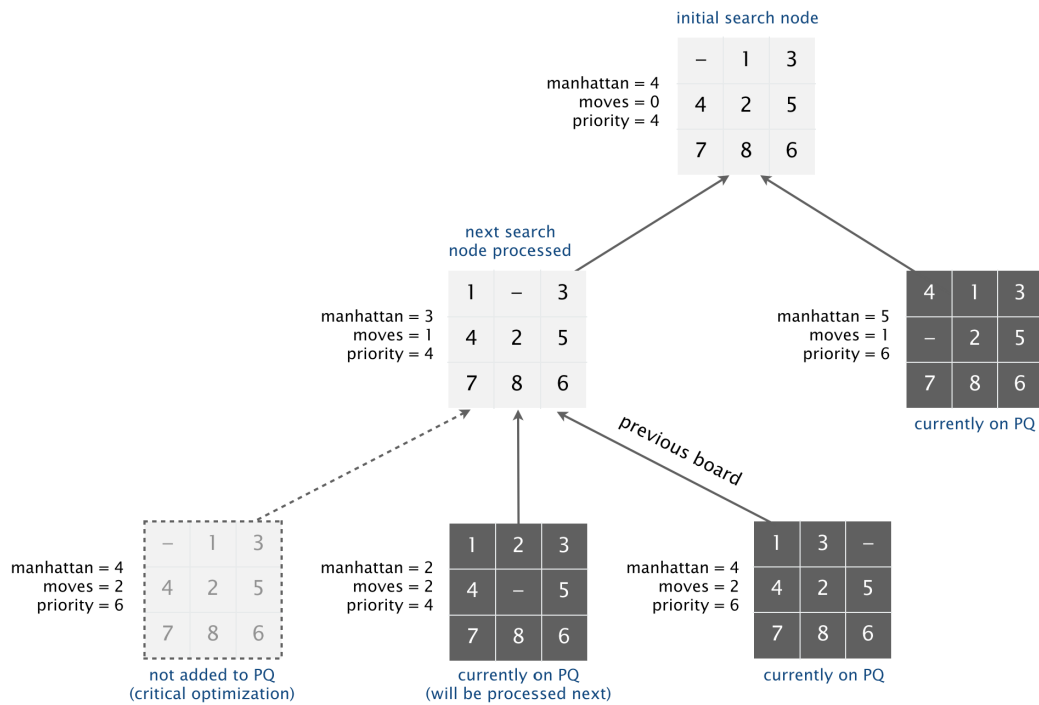 initial search node
– 1 3
manhattan = 4
moves = 0
priority = 4
4 2 5
7 8 6
next search
node processed
1 – 3
manhattan = 3
moves = 1
priority = 4
4 2 5
7 8 6
4 1 3
manhattan = 5
moves = 1
priority = 6
– 2 5
7 8 6
currently on PQ
previous board
– 1 3
manhattan = 4
moves = 2
priority = 6
4 2 5
7 8 6
not added to PQ
(critical optimization)
1 2 3
manhattan = 2
moves = 2
priority = 4
4 – 5
7 8 6
currently on PQ
(will be processed next)
1 3 –
manhattan = 4
moves = 2
priority = 6
4 2 5
7 8 6
currently on PQ